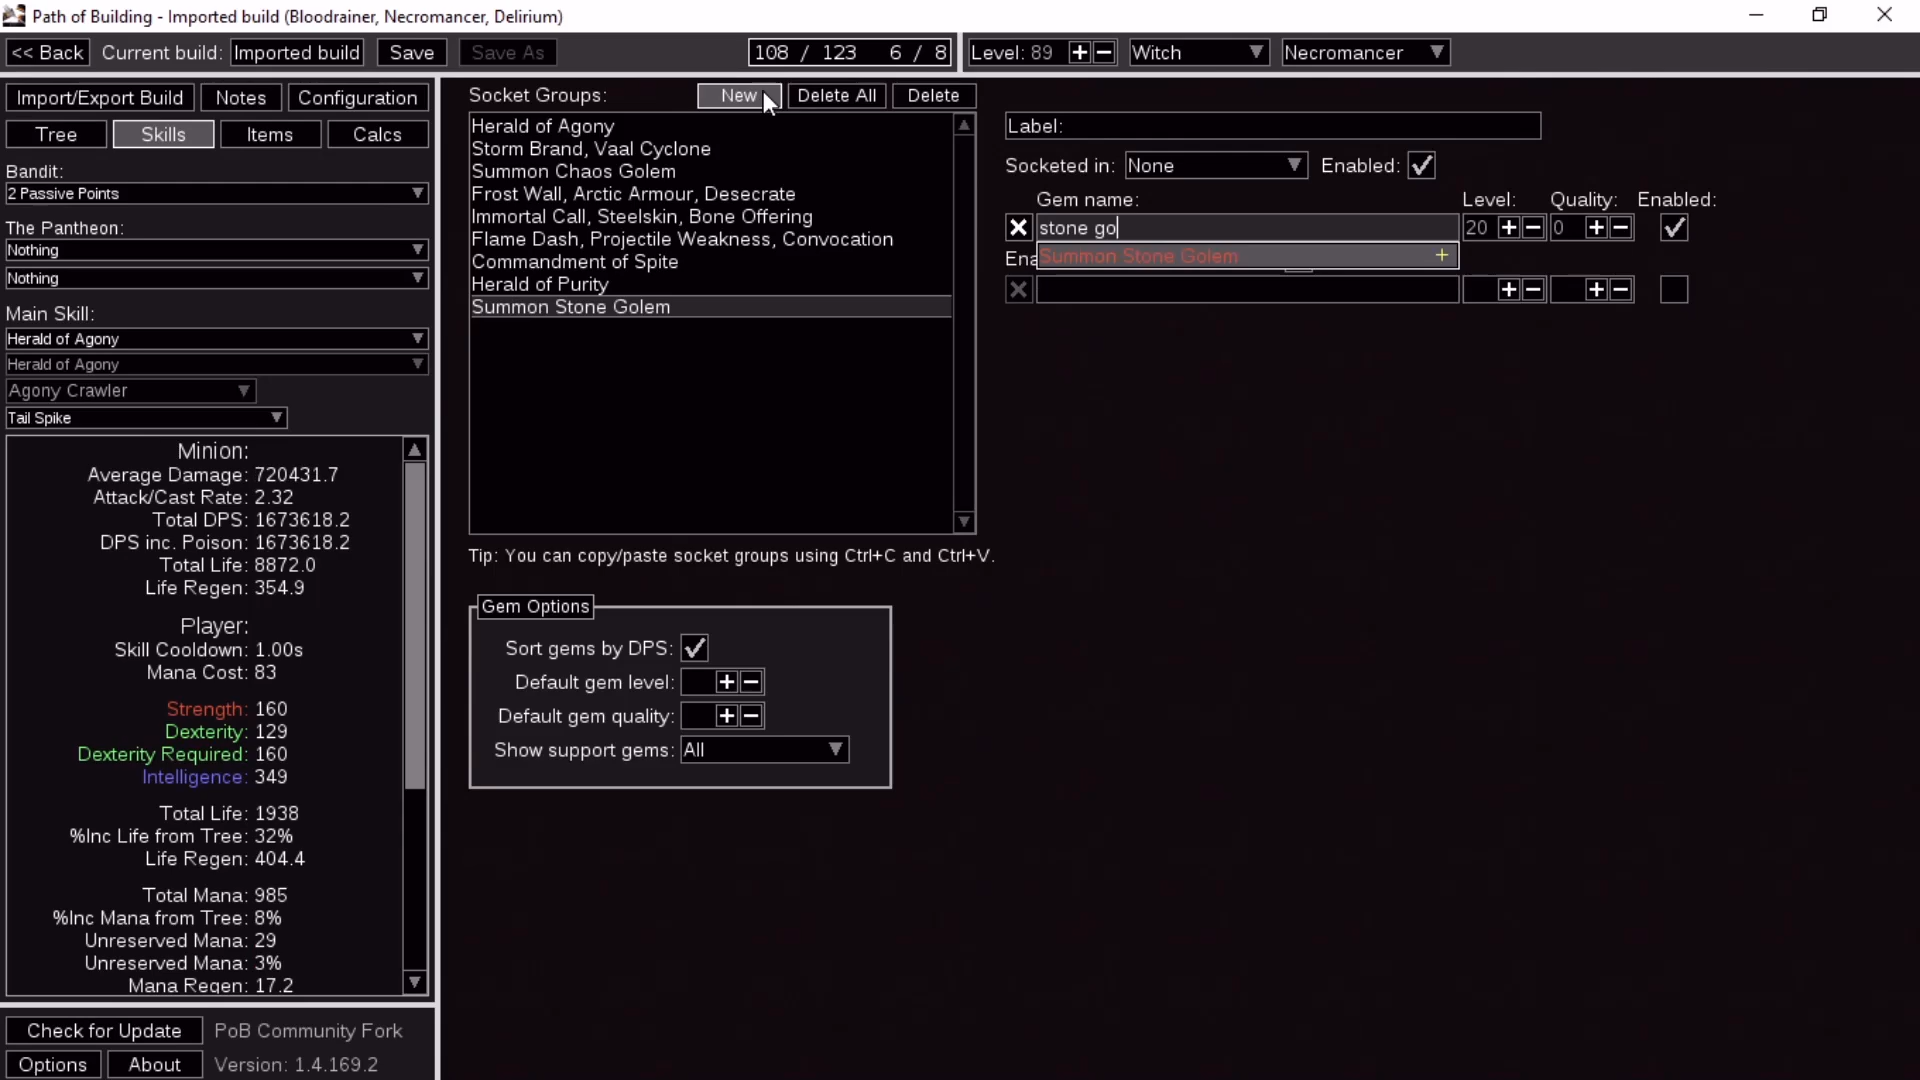 Path of Building - Imported build (Bloodrainer, Necromancer, Delirium)
<< Back Current build: Imported build Save Save As 108 / 123 6 / 8 Level: 89 Witch Necromancer
Import/Export Build Notes Configuration
Tree Skills Items Calcs
Bandit:
2 Passive Points
The Pantheon:
Nothing
Nothing
Main Skill:
Herald of Agony
Herald of Agony
Agony Crawler
Tail Spike
Minion:
Average Damage: 720431.7
Attack/Cast Rate: 2.32
Total DPS: 1673618.2
DPS inc. Poison: 1673618.2
Total Life: 8872.0
Life Regen: 354.9
Player:
Skill Cooldown: 1.00s
Mana Cost: 83
Strength: 160
Dexterity: 129
Dexterity Required: 160
Intelligence: 349
Total Life: 1938
%Inc Life from Tree: 32%
Life Regen: 404.4
Total Mana: 985
%Inc Mana from Tree: 8%
Unreserved Mana: 29
Unreserved Mana: 3%
Mana Regen: 17.2
Check for Update PoB Community Fork
Options About Version: 1.4.169.2
Socket Groups: New Delete All Delete
Herald of Agony
Storm Brand, Vaal Cyclone
Summon Chaos Golem
Frost Wall, Arctic Armour, Desecrate
Immortal Call, Steelskin, Bone Offering
Flame Dash, Projectile Weakness, Convocation
Commandment of Spite
Herald of Purity
Summon Stone Golem
Tip: You can copy/paste socket groups using Ctrl+C and Ctrl+V.
Gem Options
Sort gems by DPS:
Default gem level:
Default gem quality:
Show support gems: All
Label:
Socketed in: None Enabled:
Gem name: Level: Quality: Enabled:
stone go 20 0
Ena Summon Stone Golem +